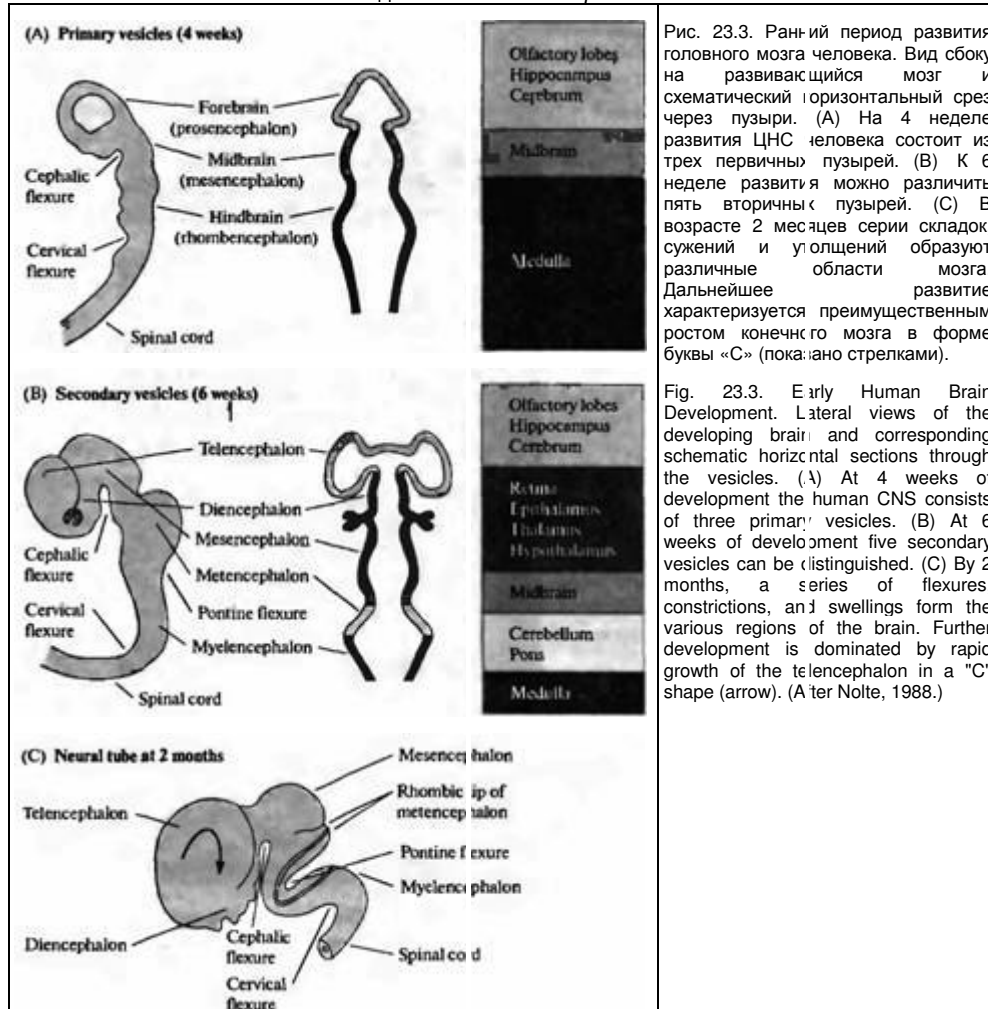 (A) Primary vesicles (4 weeks)
Forebrain
(prosencephalon)
Midbrain
(mesencephalon)
Hindbrain
(rhombencephalon)
Cephalic
flexure
Cervical
flexure
Spinal cord
Olfactory lobes
Hippocampus
Cerebrum
Midbrain
Medulla
(B) Secondary vesicles (6 weeks)
Telencephalon
Diencephalon
Mesencephalon
Metencephalon
Pontine flexure
Myelencephalon
Cephalic
flexure
Cervical
flexure
Spinal cord
Olfactory lobes
Hippocampus
Cerebrum
Retina
Epithalamus
Thalamus
Hypothalamus
Midbrain
Cerebellum
Pons
Medulla
(C) Neural tube at 2 months
Mesencephalon
Rhombic lip of
metencephalon
Pontine flexure
Myelencephalon
Spinal cord
Telencephalon
Diencephalon
Cephalic
flexure
Cervical
flexure
Рис. 23.3. Ранний период развития
головного мозга человека. Вид сбоку
на развивающийся мозг и
схематический горизонтальный срез
через пузыри. (A) На 4 неделе
развития ЦНС человека состоит из
трех первичных пузырей. (B) К 6
неделе развития можно различить
пять вторичных пузырей. (C) В
возрасте 2 месяцев серии складок
сужений и утолщений образуют
различные области мозга
Дальнейшее развитие
характеризуется преимущественным
ростом конечного мозга в форме
буквы «С» (показано стрелками).
Fig. 23.3. Early Human Brain
Development. Lateral views of the
developing brain and corresponding
schematic horizontal sections through
the vesicles. (A) At 4 weeks of
development the human CNS consists
of three primary vesicles. (B) At 6
weeks of development five secondary
vesicles can be distinguished. (C) By 2
months, a series of flexures
constrictions, and swellings form the
various regions of the brain. Further
development is dominated by rapid
growth of the telencephalon in a "C"
shape (arrow). (After Nolte, 1988.)